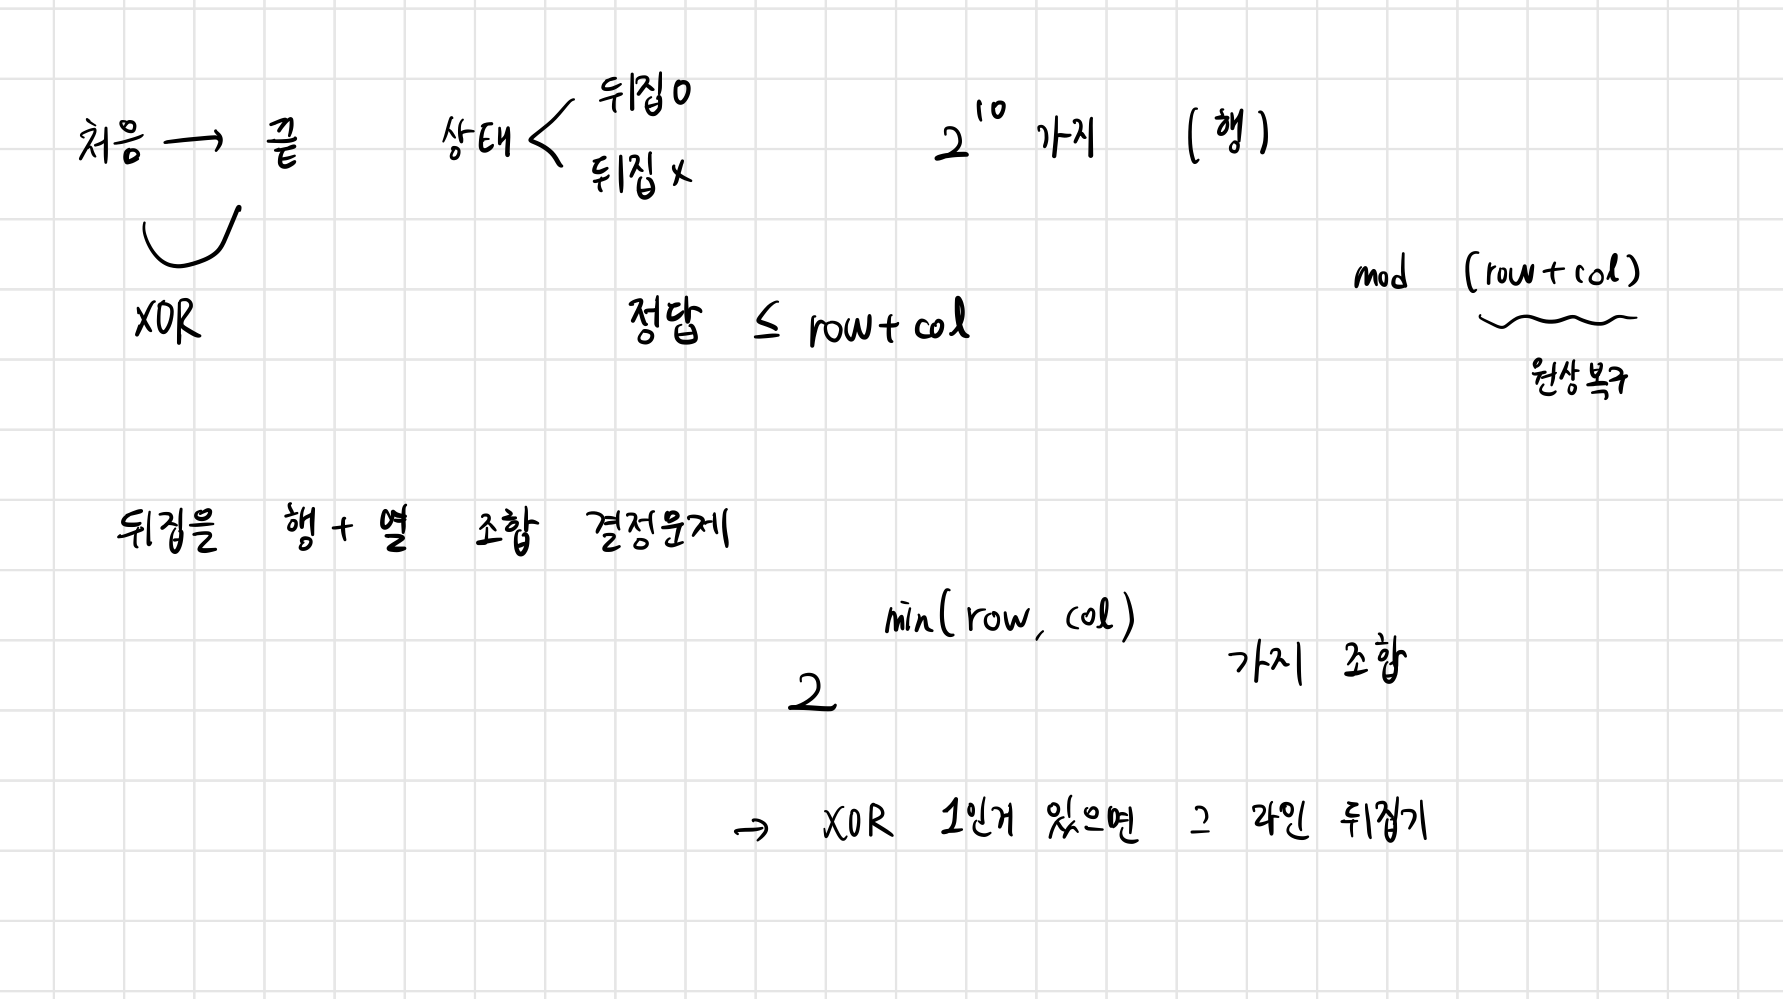 처음 → 끝 상태 < 뒤집O 2^10 가지 (행)
뒤집X
XOR 정답 ≤ row + col mod (row + col)
원상복구
뒤집을 행 + 열 조합 결정문제
2^min(row, col) 가지 조합
→ XOR 1인게 있으면 그 라인 뒤집기